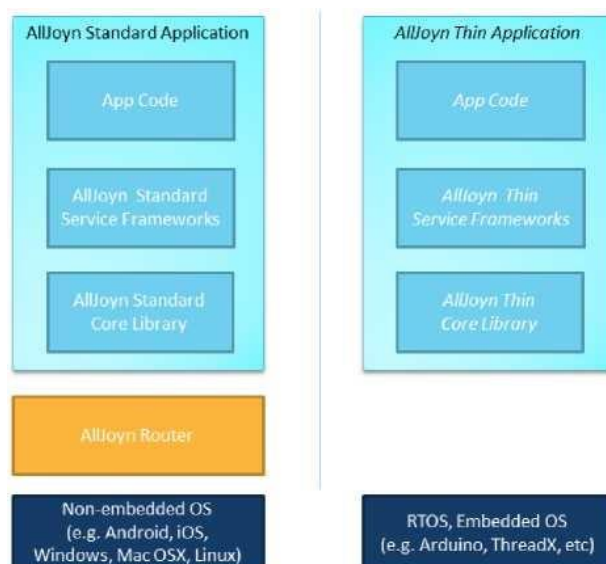 AllJoyn Standard Application
App Code
AllJoyn Standard
Service Frameworks
AllJoyn Standard
Core Library
AllJoyn Router
Non-embedded OS
(e.g. Android, iOS,
Windows, Mac OSX, Linux)
AllJoyn Thin Application
App Code
AllJoyn Thin
Service Frameworks
AllJoyn Thin
Core Library
RTOS, Embedded OS
(e.g. Arduino, ThreadX, etc)